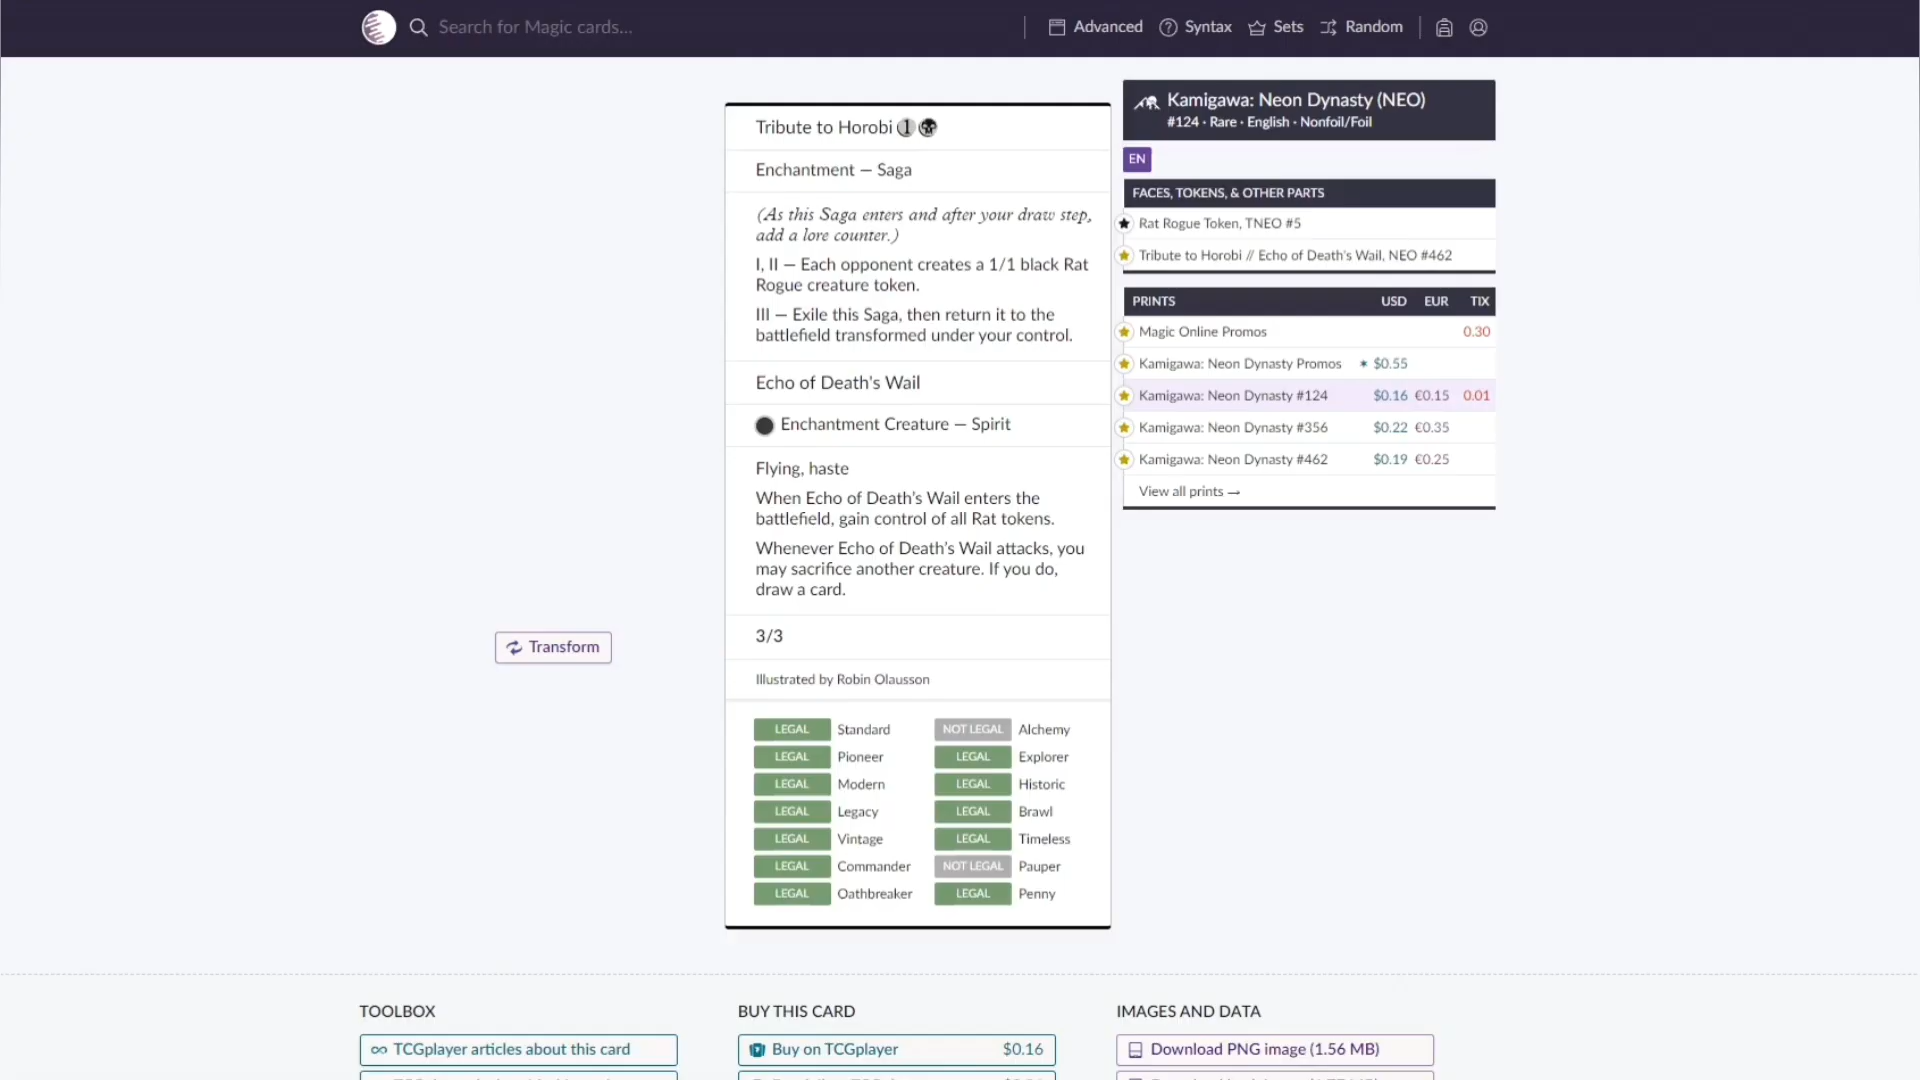 Search for Magic cards...
Advanced
Syntax
Sets
Random
Tribute to Horobi 1
Enchantment — Saga
(As this Saga enters and after your draw step,
add a lore counter.)
I, II — Each opponent creates a 1/1 black Rat
Rogue creature token.
III — Exile this Saga, then return it to the
battlefield transformed under your control.
Echo of Death's Wail
Enchantment Creature — Spirit
Flying, haste
When Echo of Death’s Wail enters the
battlefield, gain control of all Rat tokens.
Whenever Echo of Death’s Wail attacks, you
may sacrifice another creature. If you do,
draw a card.
3/3
Illustrated by Robin Olausson
LEGAL Standard NOT LEGAL Alchemy
LEGAL Pioneer LEGAL Explorer
LEGAL Modern LEGAL Historic
LEGAL Legacy LEGAL Brawl
LEGAL Vintage LEGAL Timeless
LEGAL Commander NOT LEGAL Pauper
LEGAL Oathbreaker LEGAL Penny
Transform
Kamigawa: Neon Dynasty (NEO)
#124 · Rare · English · Nonfoil/Foil
EN
FACES, TOKENS, & OTHER PARTS
Rat Rogue Token, TNEO #5
Tribute to Horobi // Echo of Death's Wail, NEO #462
PRINTS USD EUR TIX
Magic Online Promos 0.30
Kamigawa: Neon Dynasty Promos ✶ $0.55
Kamigawa: Neon Dynasty #124 $0.16 €0.15 0.01
Kamigawa: Neon Dynasty #356 $0.22 €0.35
Kamigawa: Neon Dynasty #462 $0.19 €0.25
View all prints →
TOOLBOX
TCGplayer articles about this card
BUY THIS CARD
Buy on TCGplayer $0.16
IMAGES AND DATA
Download PNG image (1.56 MB)